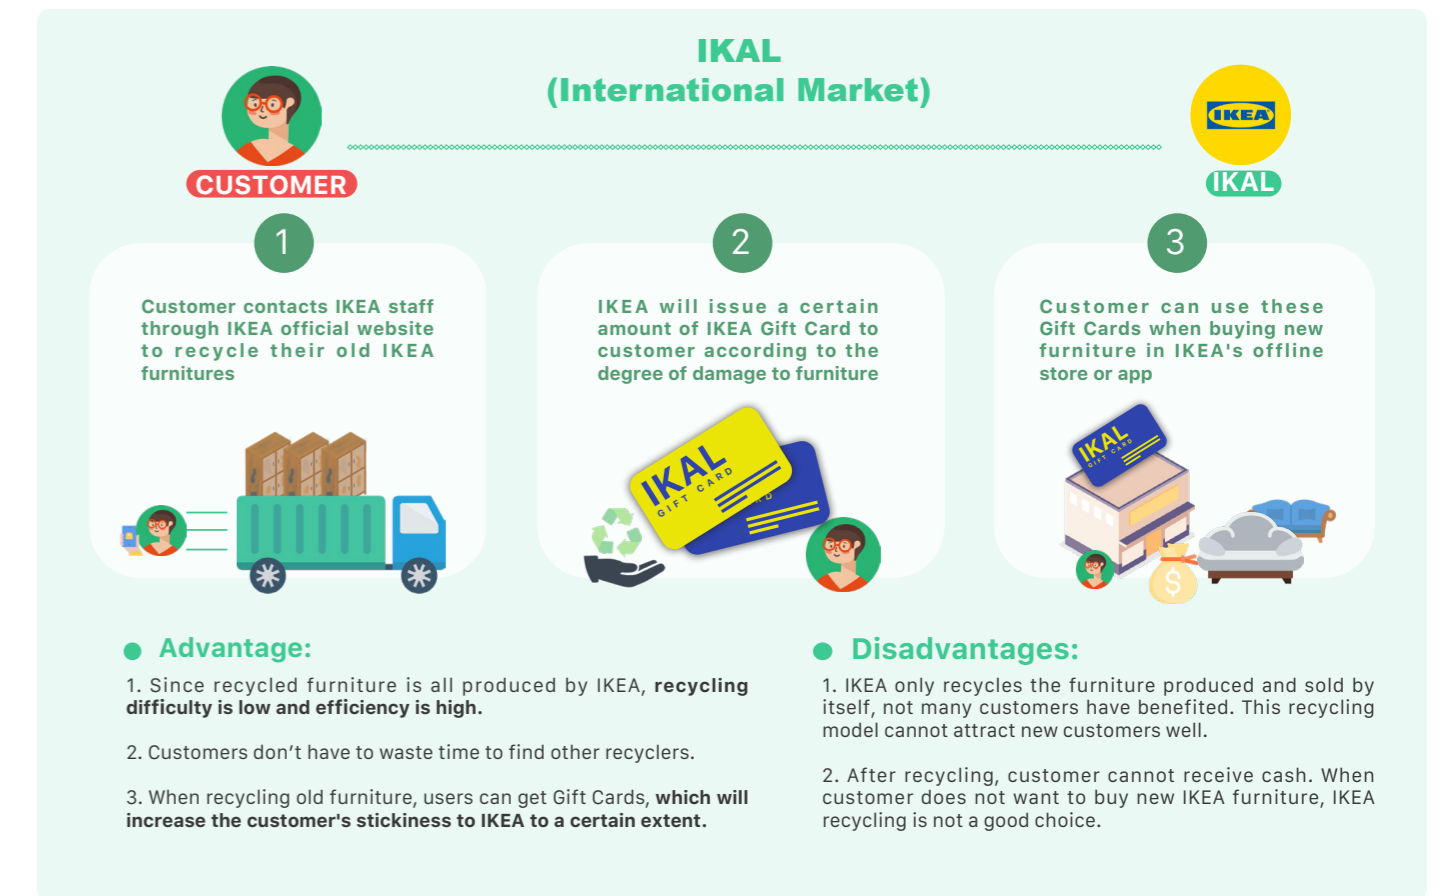 IKAL
(International Market)
IKEA
CUSTOMER
IKAL
1
2
3
Customer contacts IKEA staff
through IKEA official website
to recycle their old IKEA
furnitures
IKEA will issue a certain
amount of IKEA Gift Card to
customer according to the
degree of damage to furniture
Customer can use these
Gift Cards when buying new
furniture in IKEA's offline
store or app
IKAL
GIFT CARD
RD
IKAL
GIFT CARD
$
Advantage:
1. Since recycled furniture is all produced by IKEA, recycling
difficulty is low and efficiency is high.
2. Customers don’t have to waste time to find other recyclers.
3. When recycling old furniture, users can get Gift Cards, which will
increase the customer's stickiness to IKEA to a certain extent.
Disadvantages:
1. IKEA only recycles the furniture produced and sold by
itself, not many customers have benefited. This recycling
model cannot attract new customers well.
2. After recycling, customer cannot receive cash. When
customer does not want to buy new IKEA furniture, IKEA
recycling is not a good choice.